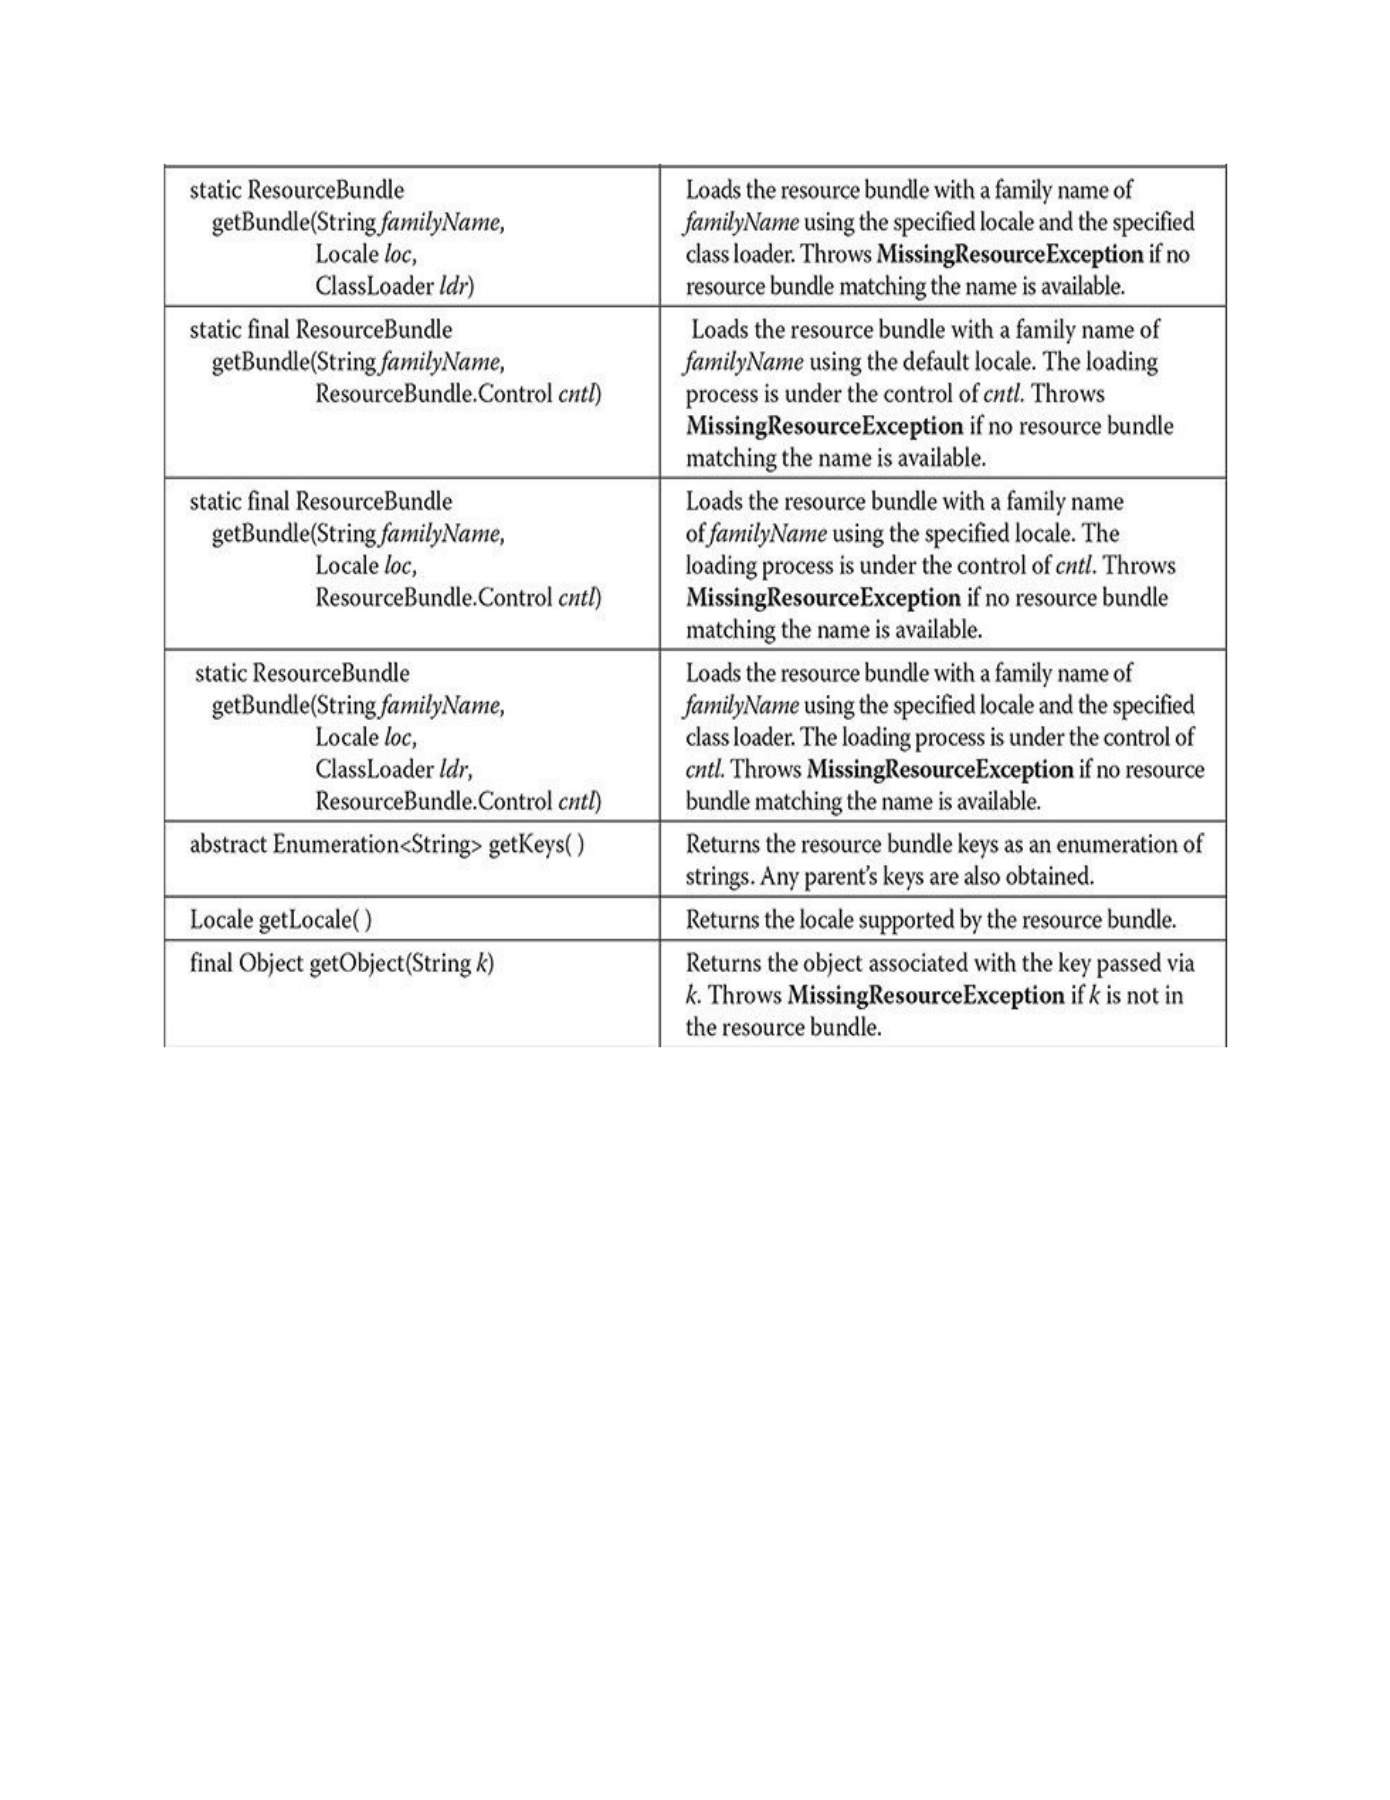 static ResourceBundle
getBundle(String familyName,
Locale loc,
ClassLoader ldr)
Loads the resource bundle with a family name of
familyName using the specified locale and the specified
class loader. Throws MissingResourceException if no
resource bundle matching the name is available.
static final ResourceBundle
getBundle(String familyName,
ResourceBundle.Control cntl)
Loads the resource bundle with a family name of
familyName using the default locale. The loading
process is under the control of cntl. Throws
MissingResourceException if no resource bundle
matching the name is available.
static final ResourceBundle
getBundle(String familyName,
Locale loc,
ResourceBundle.Control cntl)
Loads the resource bundle with a family name
of familyName using the specified locale. The
loading process is under the control of cntl. Throws
MissingResourceException if no resource bundle
matching the name is available.
static ResourceBundle
getBundle(String familyName,
Locale loc,
ClassLoader ldr,
ResourceBundle.Control cntl)
Loads the resource bundle with a family name of
familyName using the specified locale and the specified
class loader. The loading process is under the control of
cntl. Throws MissingResourceException if no resource
bundle matching the name is available.
abstract Enumeration<String> getKeys( )
Returns the resource bundle keys as an enumeration of
strings. Any parent's keys are also obtained.
Locale getLocale( )
Returns the locale supported by the resource bundle.
final Object getObject(String k)
Returns the object associated with the key passed via
k. Throws MissingResourceException if k is not in
the resource bundle.